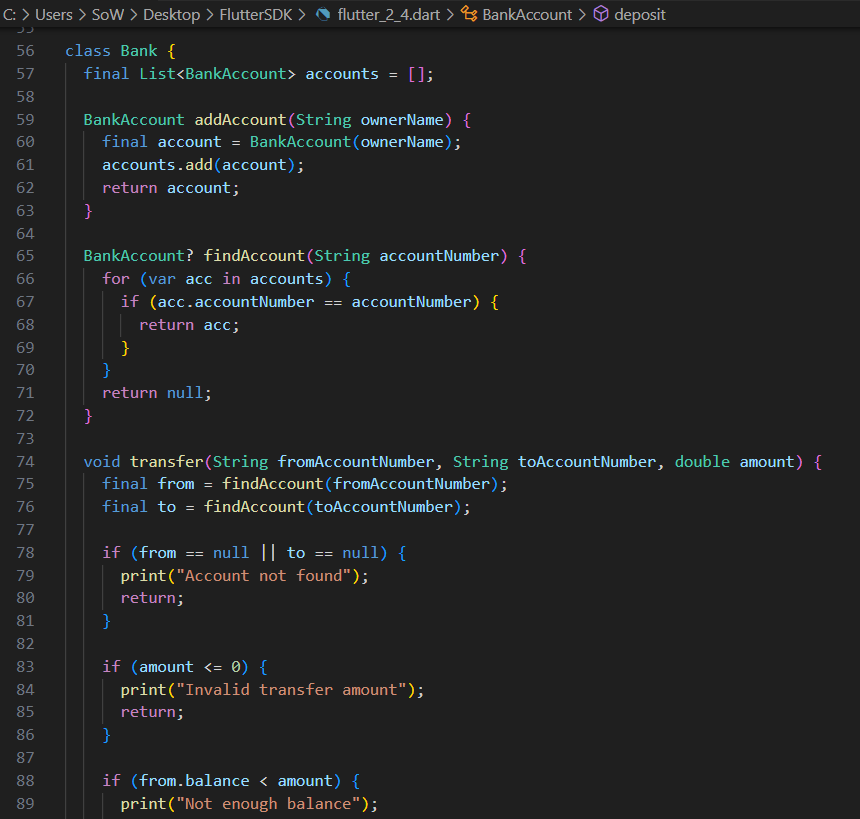 C: > Users > SoW > Desktop > FlutterSDK > flutter_2_4.dart > BankAccount > deposit
55
56 class Bank {
57   final List<BankAccount> accounts = [];
58
59   BankAccount addAccount(String ownerName) {
60     final account = BankAccount(ownerName);
61     accounts.add(account);
62     return account;
63   }
64
65   BankAccount? findAccount(String accountNumber) {
66     for (var acc in accounts) {
67       if (acc.accountNumber == accountNumber) {
68         return acc;
69       }
70     }
71     return null;
72   }
73
74   void transfer(String fromAccountNumber, String toAccountNumber, double amount) {
75     final from = findAccount(fromAccountNumber);
76     final to = findAccount(toAccountNumber);
77
78     if (from == null || to == null) {
79       print("Account not found");
80       return;
81     }
82
83     if (amount <= 0) {
84       print("Invalid transfer amount");
85       return;
86     }
87
88     if (from.balance < amount) {
89       print("Not enough balance");